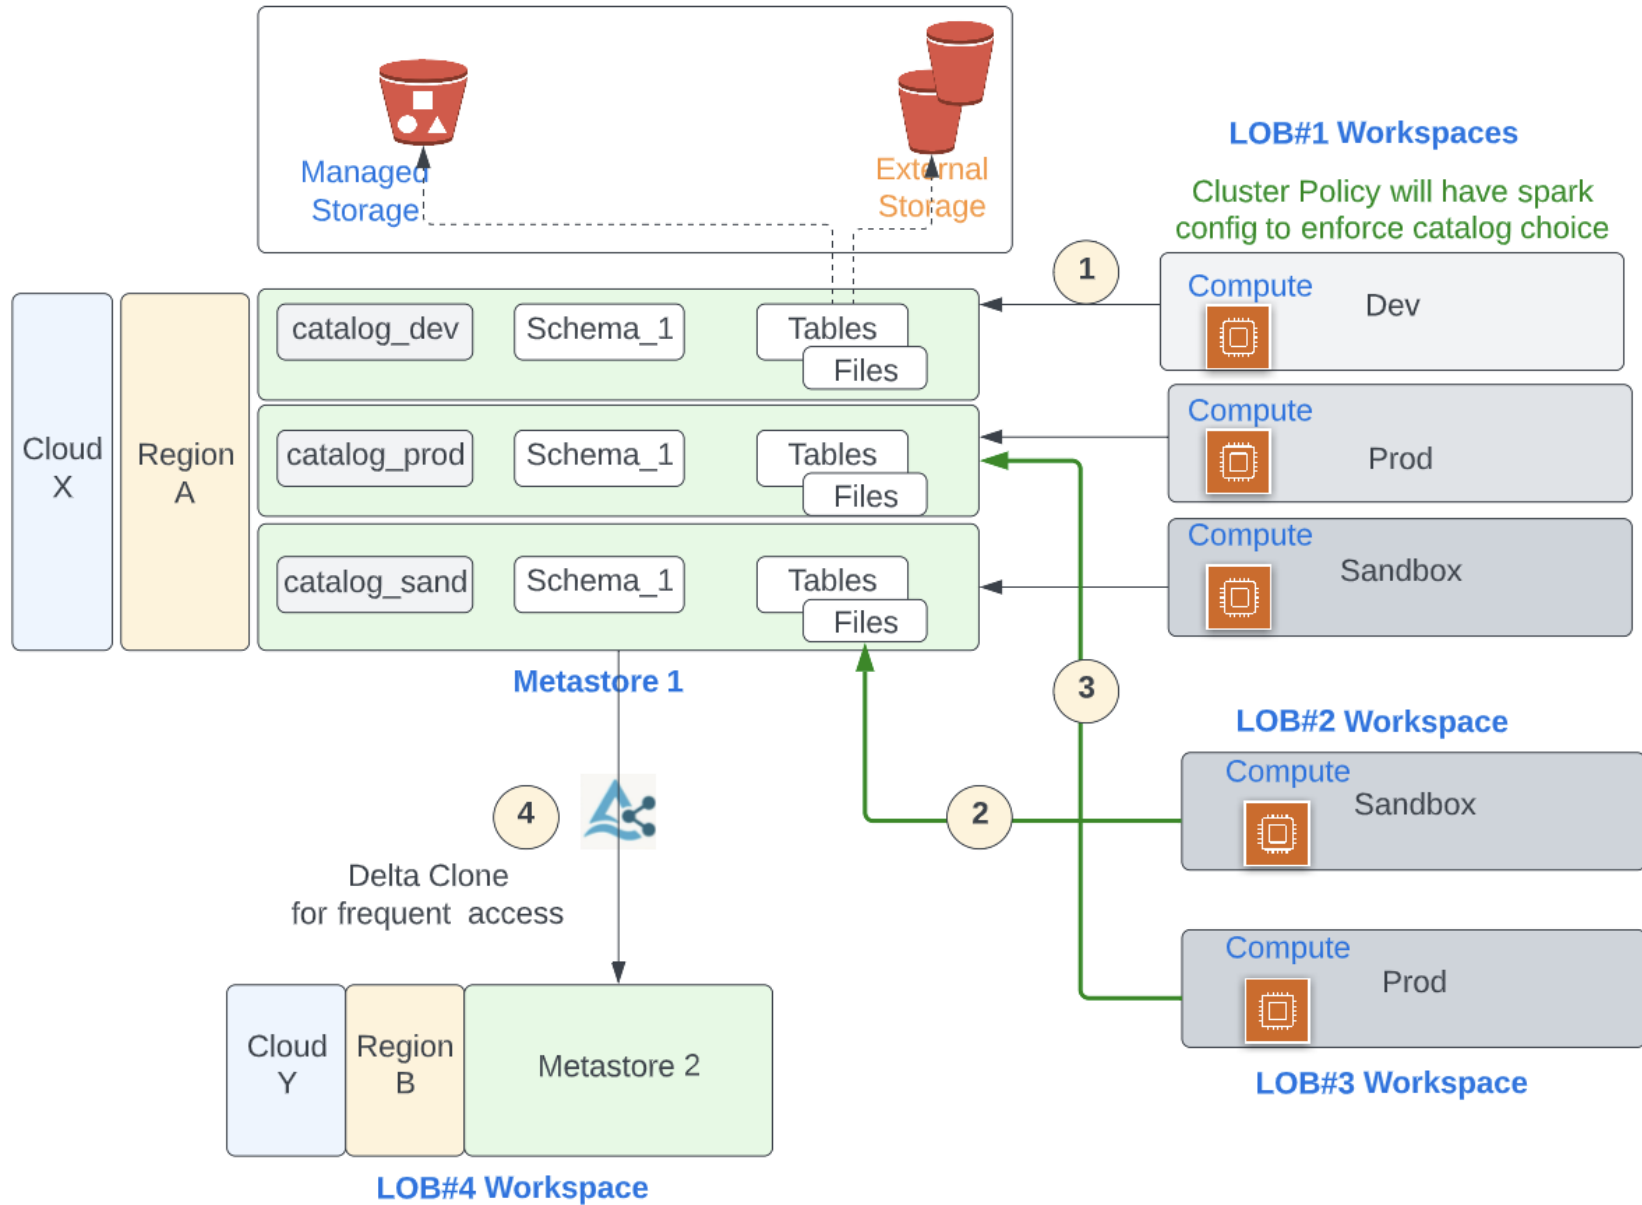 Managed
Storage
External
Storage
LOB#1 Workspaces
Cluster Policy will have spark
config to enforce catalog choice
1
Compute
Dev
Cloud
X
Region
A
catalog_dev
Schema_1
Tables
Files
Compute
Prod
catalog_prod
Schema_1
Tables
Files
Compute
Sandbox
catalog_sand
Schema_1
Tables
Files
Metastore 1
3
LOB#2 Workspace
Compute
Sandbox
2
4
Delta Clone
for frequent access
Compute
Prod
LOB#3 Workspace
Cloud
Y
Region
B
Metastore 2
LOB#4 Workspace